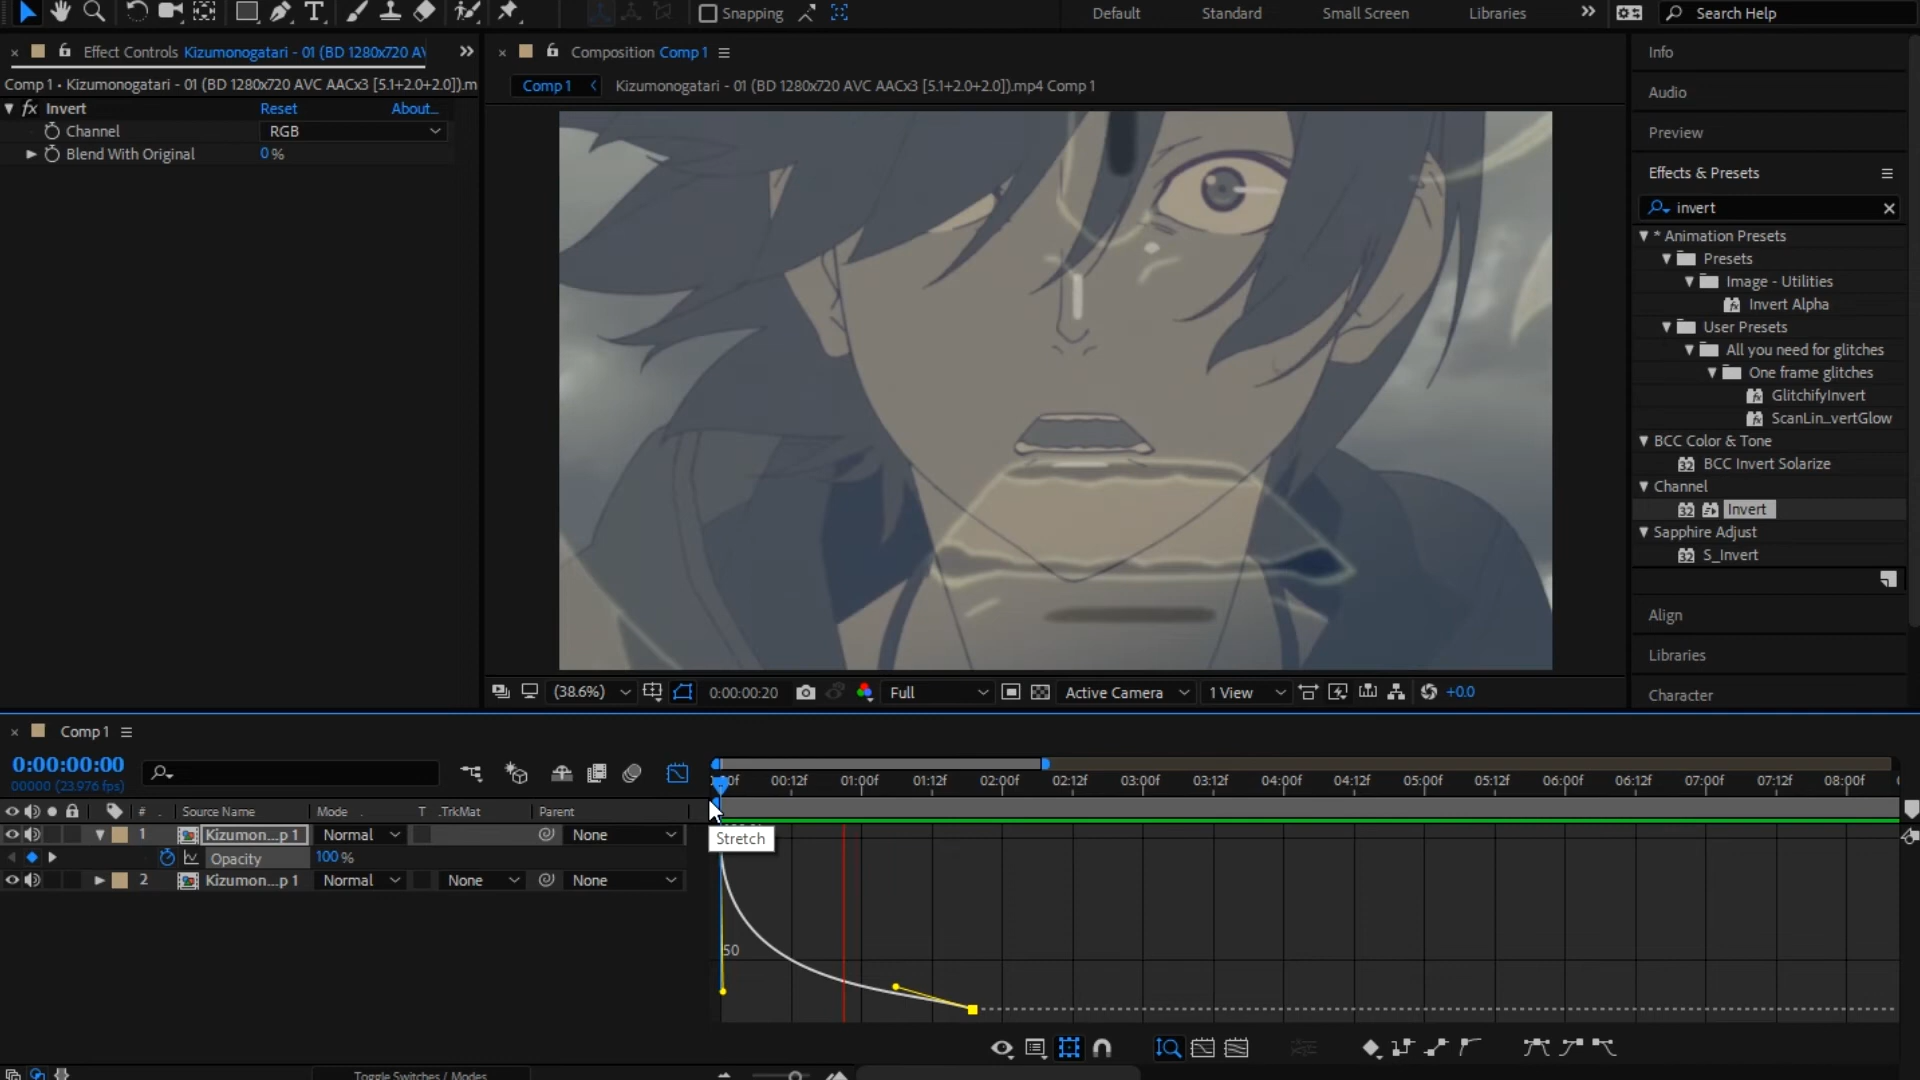 Snapping
Default
Standard
Small Screen
Libraries
Search Help
Effect Controls Kizumonogatari - 01 (BD 1280x720 AV
Composition Comp 1
Info
Comp 1 • Kizumonogatari - 01 (BD 1280x720 AVC AACx3 [5.1+2.0+2.0]).m
Comp 1
Kizumonogatari - 01 (BD 1280x720 AVC AACx3 [5.1+2.0+2.0]).mp4 Comp 1
Audio
fx Invert
Reset
About...
Channel
RGB
Preview
Blend With Original
0 %
Effects & Presets
invert
* Animation Presets
Presets
Image - Utilities
Invert Alpha
User Presets
All you need for glitches
One frame glitches
GlitchifyInvert
ScanLin...vertGlow
BCC Color & Tone
32 BCC Invert Solarize
Channel
32 Invert
Sapphire Adjust
32 S_Invert
Align
Libraries
Character
(38.6%)
0:00:00:20
Full
Active Camera
1 View
+0.0
Comp 1
0:00:00:00
00000 (23.976 fps)
00f 00:12f 01:00f 01:12f 02:00f 02:12f 03:00f 03:12f 04:00f 04:12f 05:00f 05:12f 06:00f 06:12f 07:00f 07:12f 08:00f
# Source Name Mode T .TrkMat Parent
1 Kizumon...p 1 Normal None
Stretch
Opacity 100 %
2 Kizumon...p 1 Normal None None
50
Toggle Switches / Modes